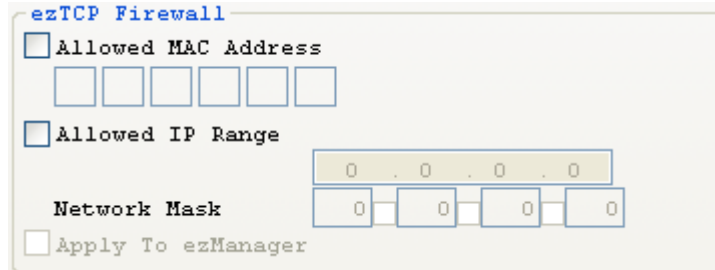 ezTCP Firewall
Allowed MAC Address
Allowed IP Range
0 . 0 . 0 . 0
Network Mask 0 0 0 0
Apply To ezManager